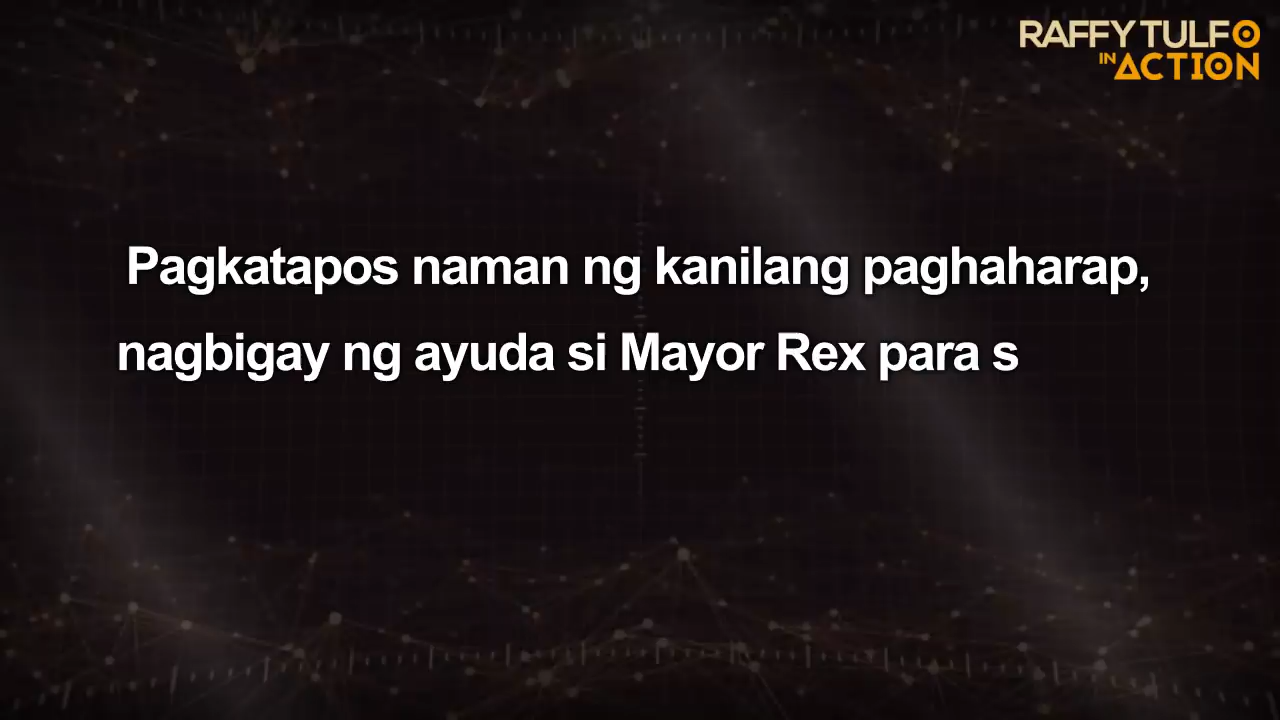 RAFFY TULFO
IN ACTION
Pagkatapos naman ng kanilang paghaharap,
nagbigay ng ayuda si Mayor Rex para s